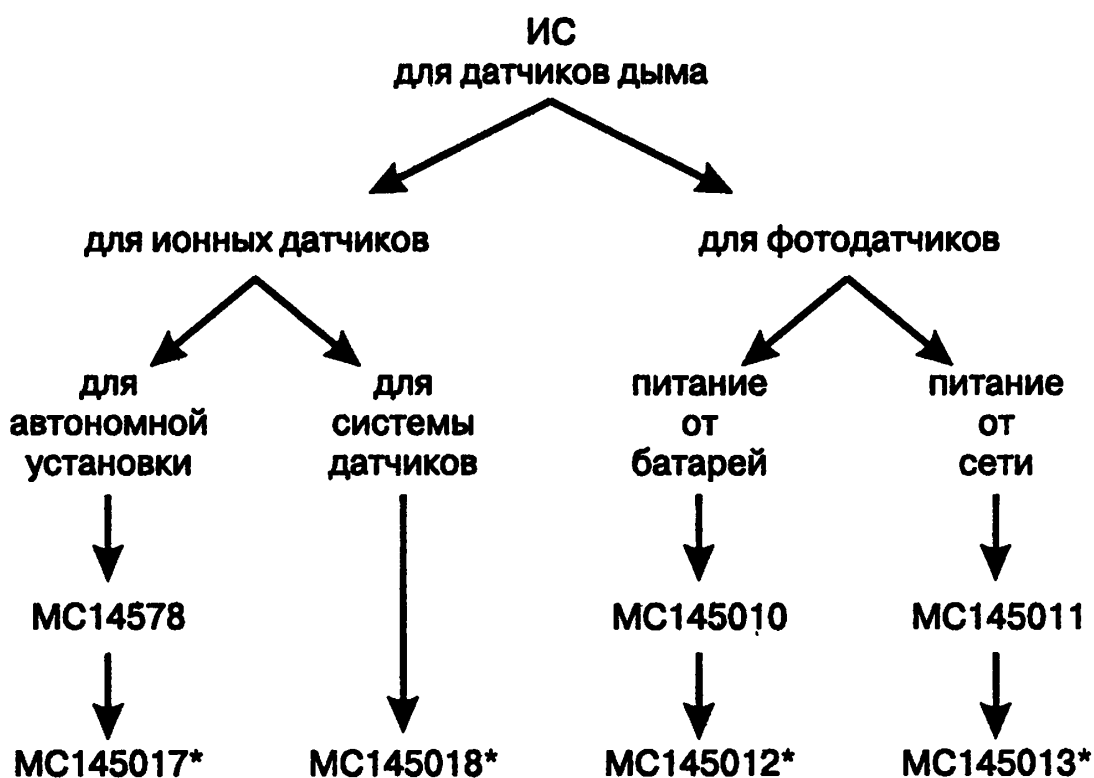 ИС
для датчиков дыма
для ионных датчиков
для фотодатчиков
для
автономной
установки
для
системы
датчиков
питание
от
батарей
питание
от
сети
MC14578
MC145010
MC145011
MC145017*
MC145018*
MC145012*
MC145013*